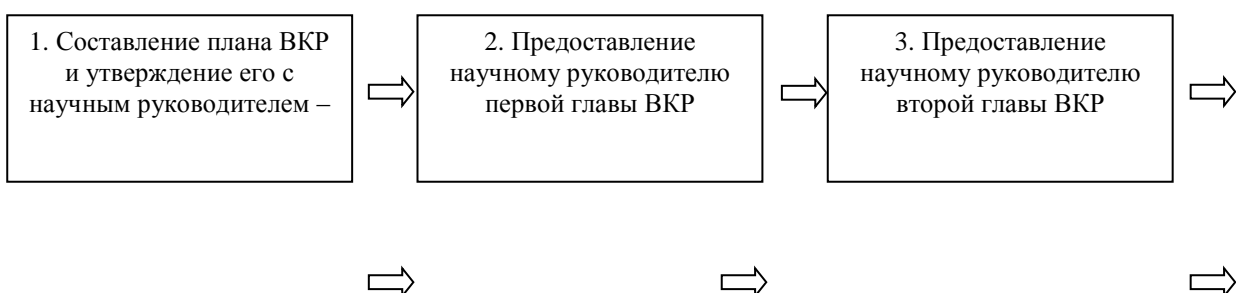 1. Составление плана ВКР
и утверждение его с
научным руководителем –
2. Предоставление
научному руководителю
первой главы ВКР
3. Предоставление
научному руководителю
второй главы ВКР